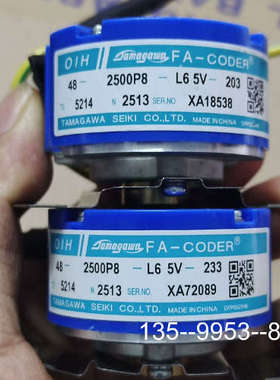 OIH Tamagawa FA-CODER®
48- 2500P8 - L6 5V- 203
TS 5214 N 2513 SER.NO XA18538
TAMAGAWA SEIKI CO.,LTD. MADE IN CHINA
OIH Tamagawa FA-CODER®
48- 2500P8 - L6 5V- 233
TS 5214 N 2513 SER.NO XA72089
TAMAGAWA SEIKI CO.,LTD. MADE IN CHINA
135--9953--8